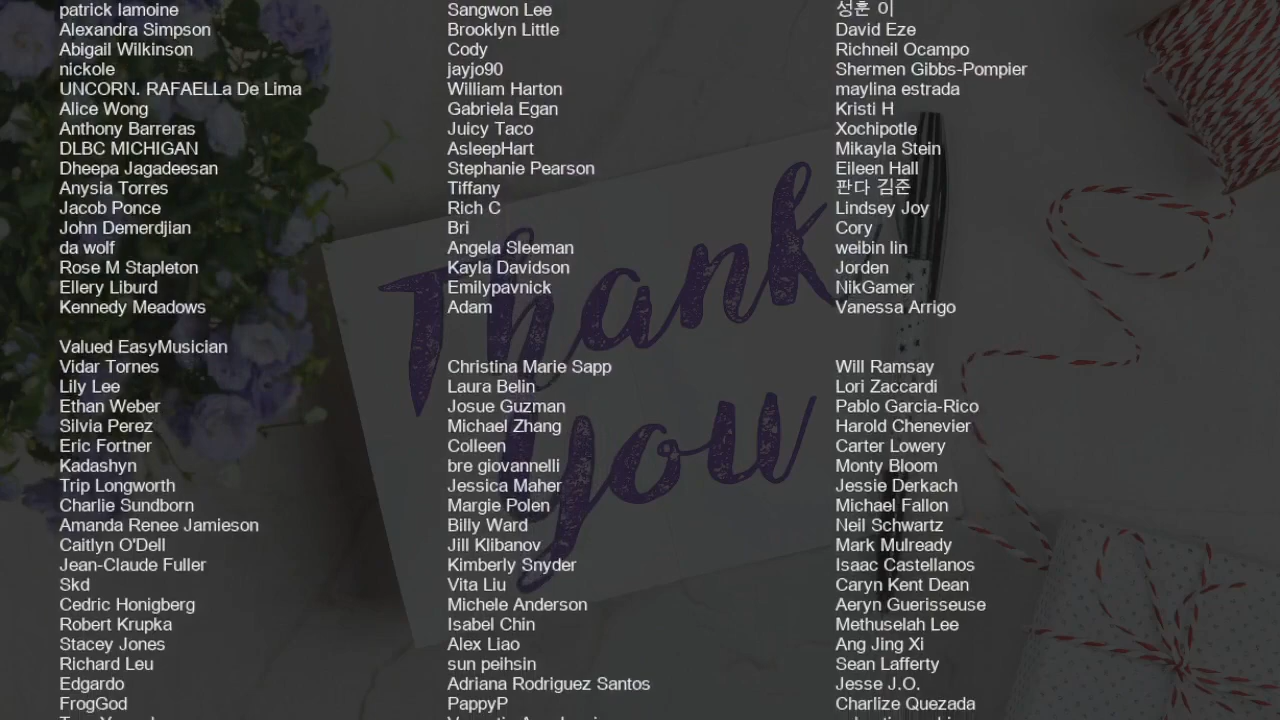 patrick lamoine
Alexandra Simpson
Abigail Wilkinson
nickole
UNCORN. RAFAELLa De Lima
Alice Wong
Anthony Barreras
DLBC MICHIGAN
Dheepa Jagadeesan
Anysia Torres
Jacob Ponce
John Demerdjian
da wolf
Rose M Stapleton
Ellery Liburd
Kennedy Meadows
Sangwon Lee
Brooklyn Little
Cody
jayjo90
William Harton
Gabriela Egan
Juicy Taco
AsleepHart
Stephanie Pearson
Tiffany
Rich C
Bri
Angela Sleeman
Kayla Davidson
Emilypavnick
Adam
성훈 이
David Eze
Richneil Ocampo
Shermen Gibbs-Pompier
maylina estrada
Kristi H
Xochipotle
Mikayla Stein
Eileen Hall
판다 김준
Lindsey Joy
Cory
weibin lin
Jorden
NikGamer
Vanessa Arrigo
Valued EasyMusician
Vidar Tornes
Lily Lee
Ethan Weber
Silvia Perez
Eric Fortner
Kadashyn
Trip Longworth
Charlie Sundborn
Amanda Renee Jamieson
Caitlyn O'Dell
Jean-Claude Fuller
Skd
Cedric Honigberg
Robert Krupka
Stacey Jones
Richard Leu
Edgardo
FrogGod
Christina Marie Sapp
Laura Belin
Josue Guzman
Michael Zhang
Colleen
bre giovannelli
Jessica Maher
Margie Polen
Billy Ward
Jill Klibanov
Kimberly Snyder
Vita Liu
Michele Anderson
Isabel Chin
Alex Liao
sun peihsin
Adriana Rodriguez Santos
PappyP
Will Ramsay
Lori Zaccardi
Pablo Garcia-Rico
Harold Chenevier
Carter Lowery
Monty Bloom
Jessie Derkach
Michael Fallon
Neil Schwartz
Mark Mulready
Isaac Castellanos
Caryn Kent Dean
Aeryn Guerisseuse
Methuselah Lee
Ang Jing Xi
Sean Lafferty
Jesse J.O.
Charlize Quezada
Thank
you